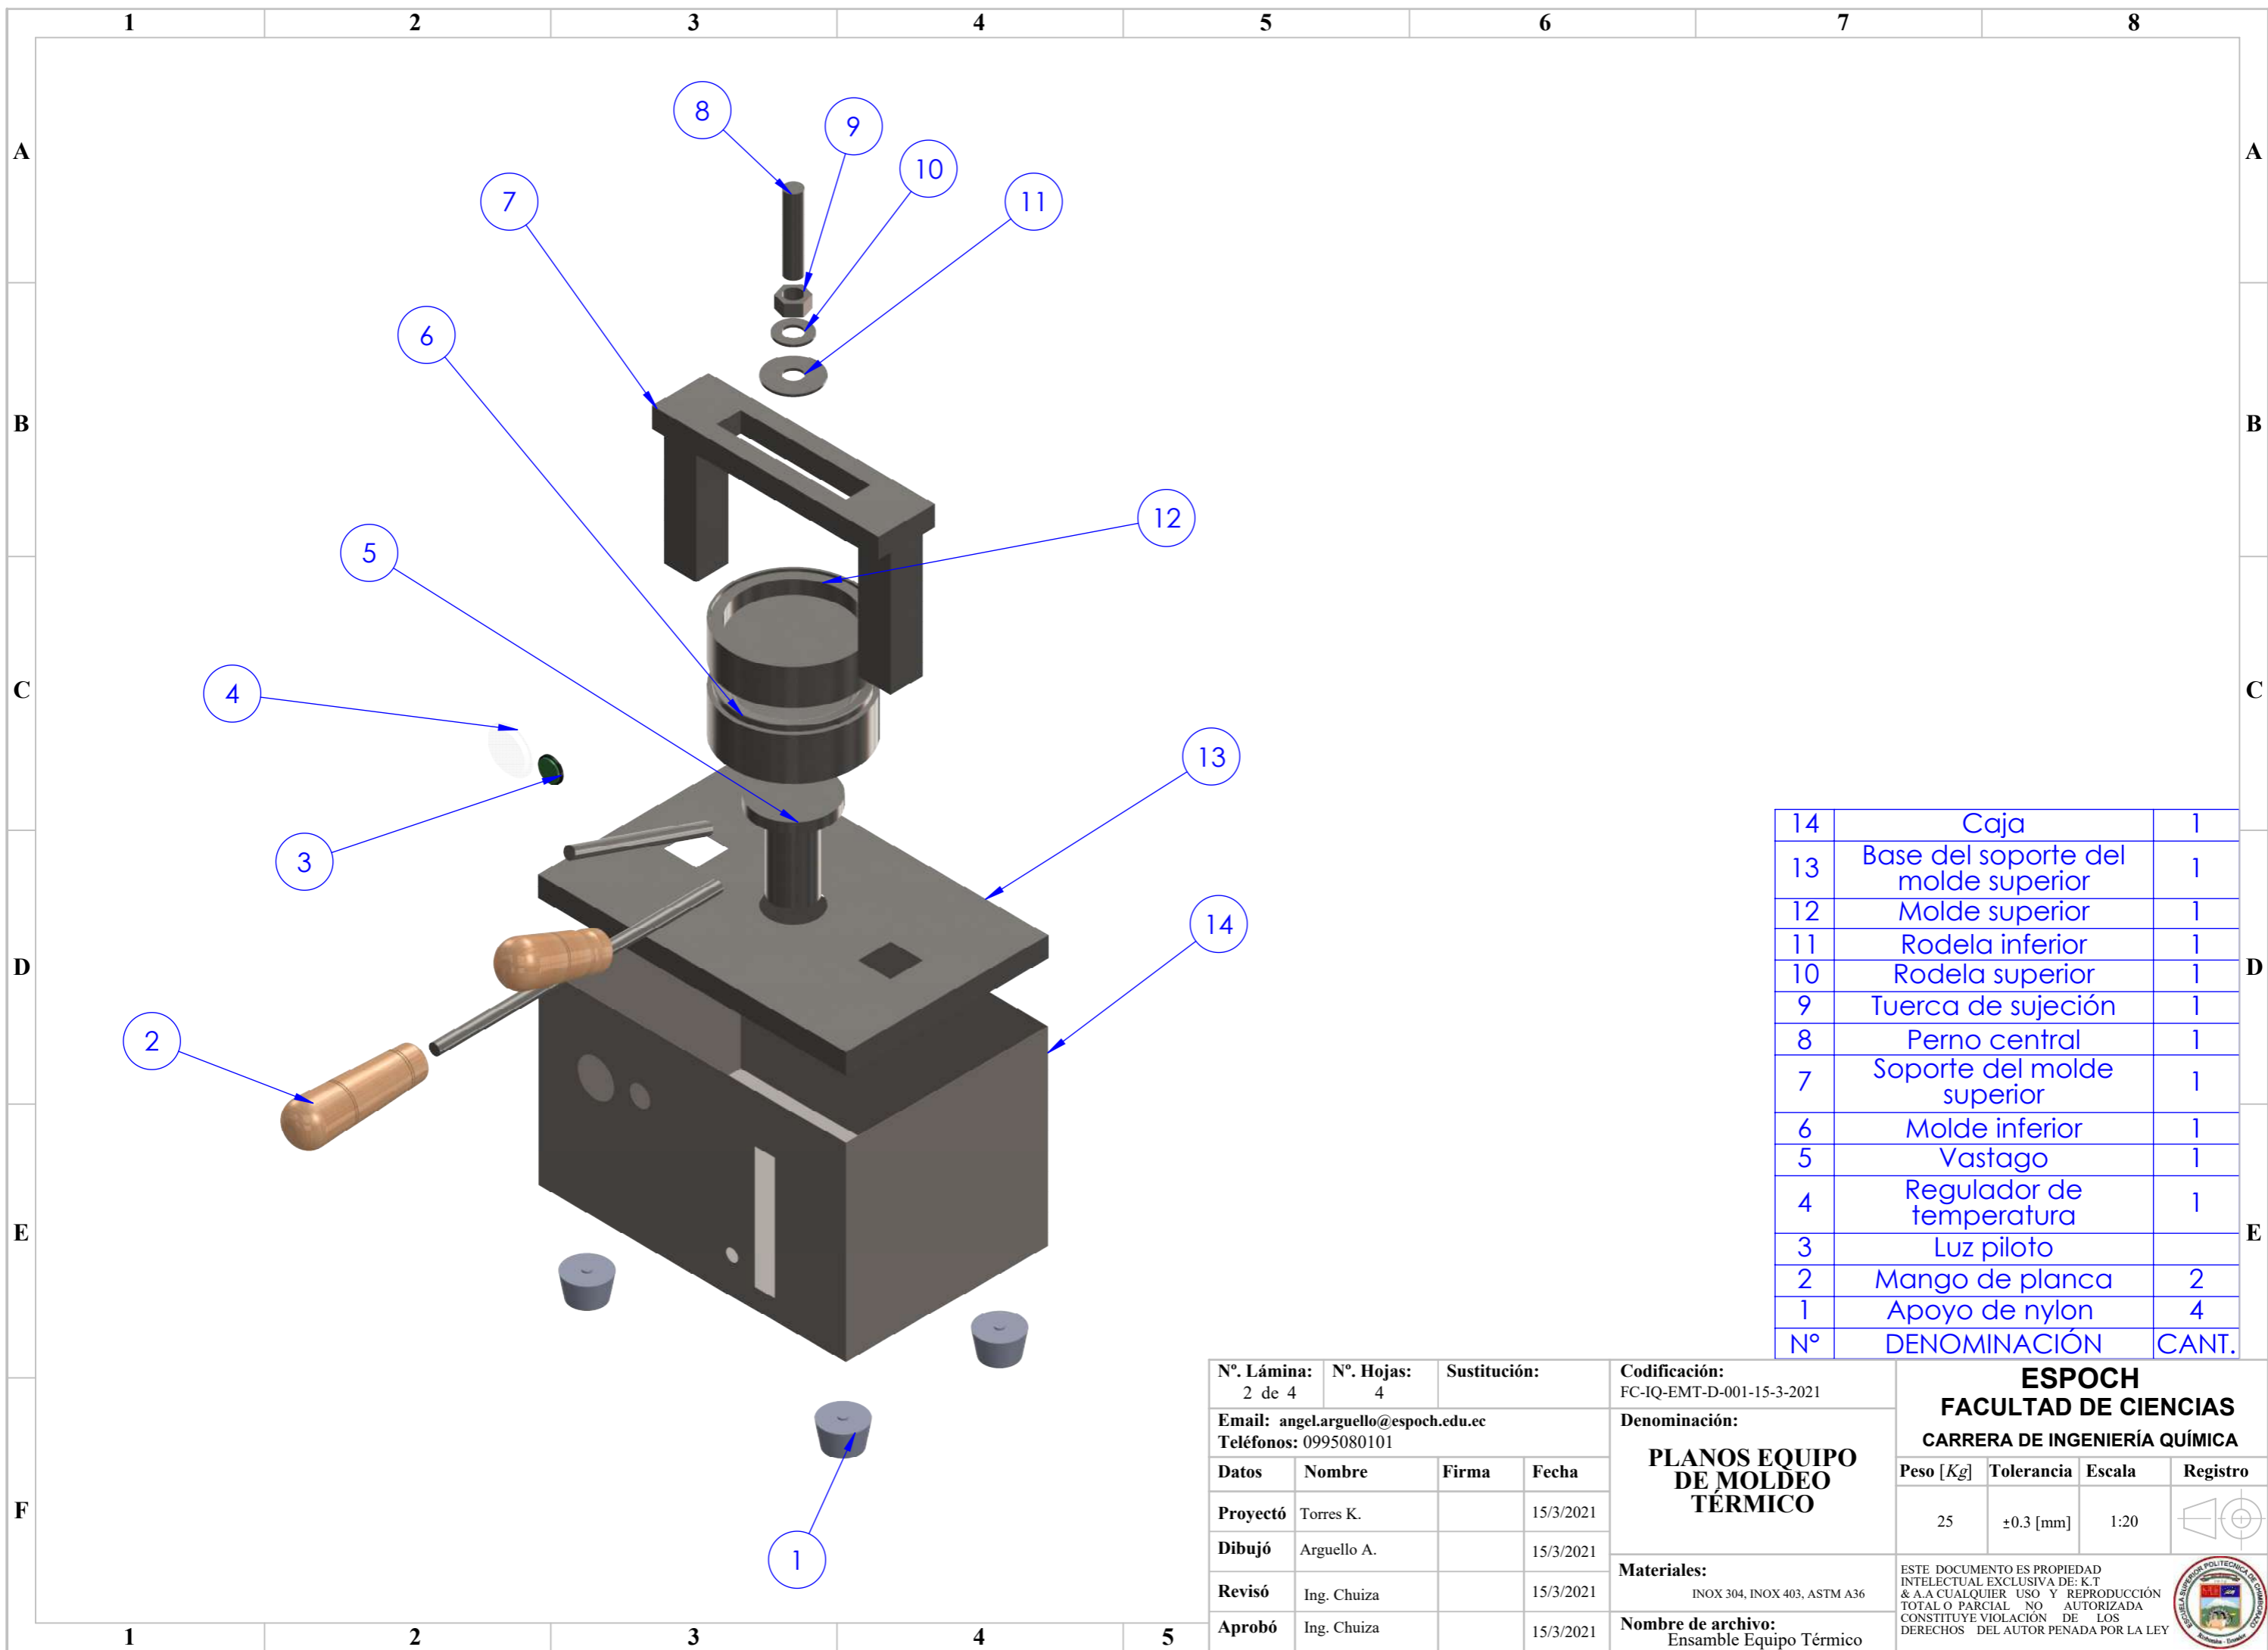 1 2 3 4 5 6 7 8
A A
B B
C C
D D
E E
F
8
9
10
11
7
6
12
5
4
13
3
14
2
1
14 Caja 1
13 Base del soporte del
molde superior 1
12 Molde superior 1
11 Rodela inferior 1
10 Rodela superior 1
9 Tuerca de sujeción 1
8 Perno central 1
7 Soporte del molde
superior 1
6 Molde inferior 1
5 Vastago 1
4 Regulador de
temperatura 1
3 Luz piloto
2 Mango de planca 2
1 Apoyo de nylon 4
N° DENOMINACIÓN CANT.
Nº. Lámina: Nº. Hojas: Sustitución:
2 de 4 4
Email: angel.arguello@espoch.edu.ec
Teléfonos: 0995080101
Datos Nombre Firma Fecha
Proyectó Torres K. 15/3/2021
Dibujó Arguello A. 15/3/2021
Revisó Ing. Chuiza 15/3/2021
Aprobó Ing. Chuiza 15/3/2021
Codificación:
FC-IQ-EMT-D-001-15-3-2021
Denominación:
PLANOS EQUIPO
DE MOLDEO
TÉRMICO
Materiales:
INOX 304, INOX 403, ASTM A36
Nombre de archivo:
Ensamble Equipo Térmico
ESPOCH
FACULTAD DE CIENCIAS
CARRERA DE INGENIERÍA QUÍMICA
Peso [Kg] Tolerancia Escala Registro
25 ±0.3 [mm] 1:20
ESTE DOCUMENTO ES PROPIEDAD
INTELECTUAL EXCLUSIVA DE: K.T
& A.A CUALQUIER USO Y REPRODUCCIÓN
TOTAL O PARCIAL NO AUTORIZADA
CONSTITUYE VIOLACIÓN DE LOS
DERECHOS DEL AUTOR PENADA POR LA LEY
ESCUELA SUPERIOR POLITECNICA DE CHIMBORAZO
Riobamba - Ecuador
1 2 3 4 5